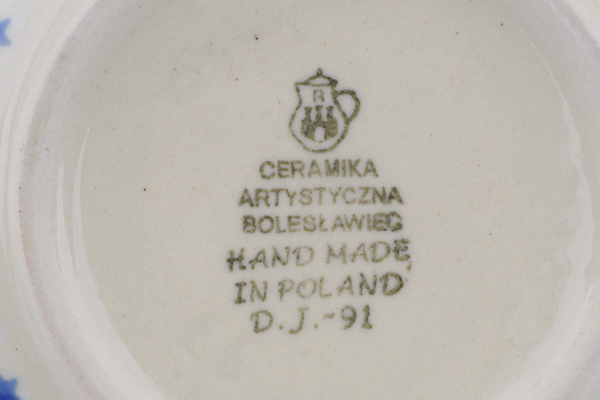 R
CERAMIKA
ARTYSTYCZNA
BOLESŁAWIEC
HAND MADE
IN POLAND
D.J.-91